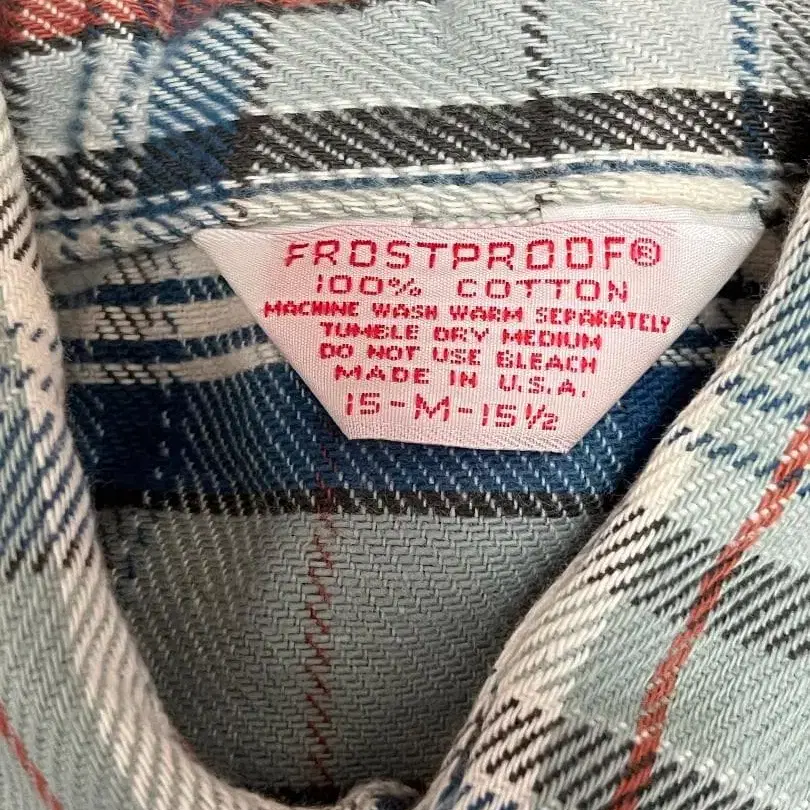 FROSTPROOF®
100% COTTON
MACHINE WASH WARM SEPARATELY
TUMBLE DRY MEDIUM
DO NOT USE BLEACH
MADE IN U.S.A.
15-M-15½